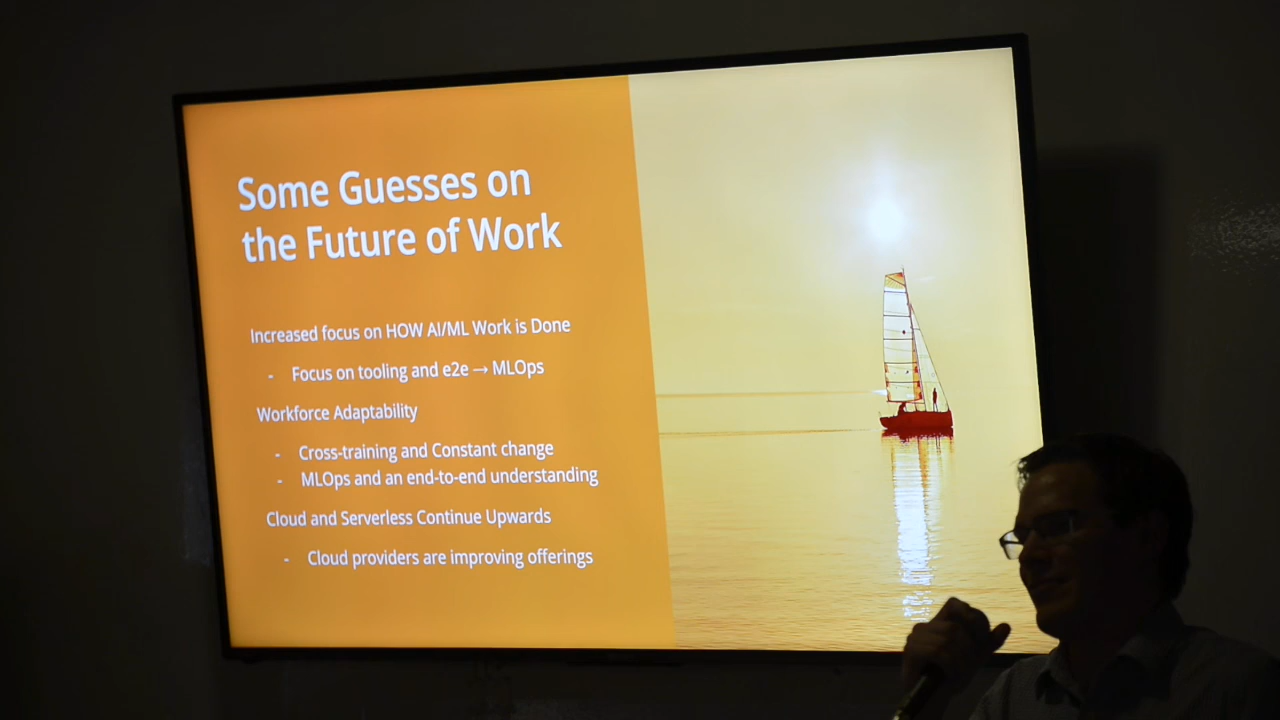 Some Guesses on
the Future of Work
Increased focus on HOW AI/ML Work is Done
- Focus on tooling and e2e → MLOps
Workforce Adaptability
- Cross-training and Constant change
- MLOps and an end-to-end understanding
Cloud and Serverless Continue Upwards
- Cloud providers are improving offerings